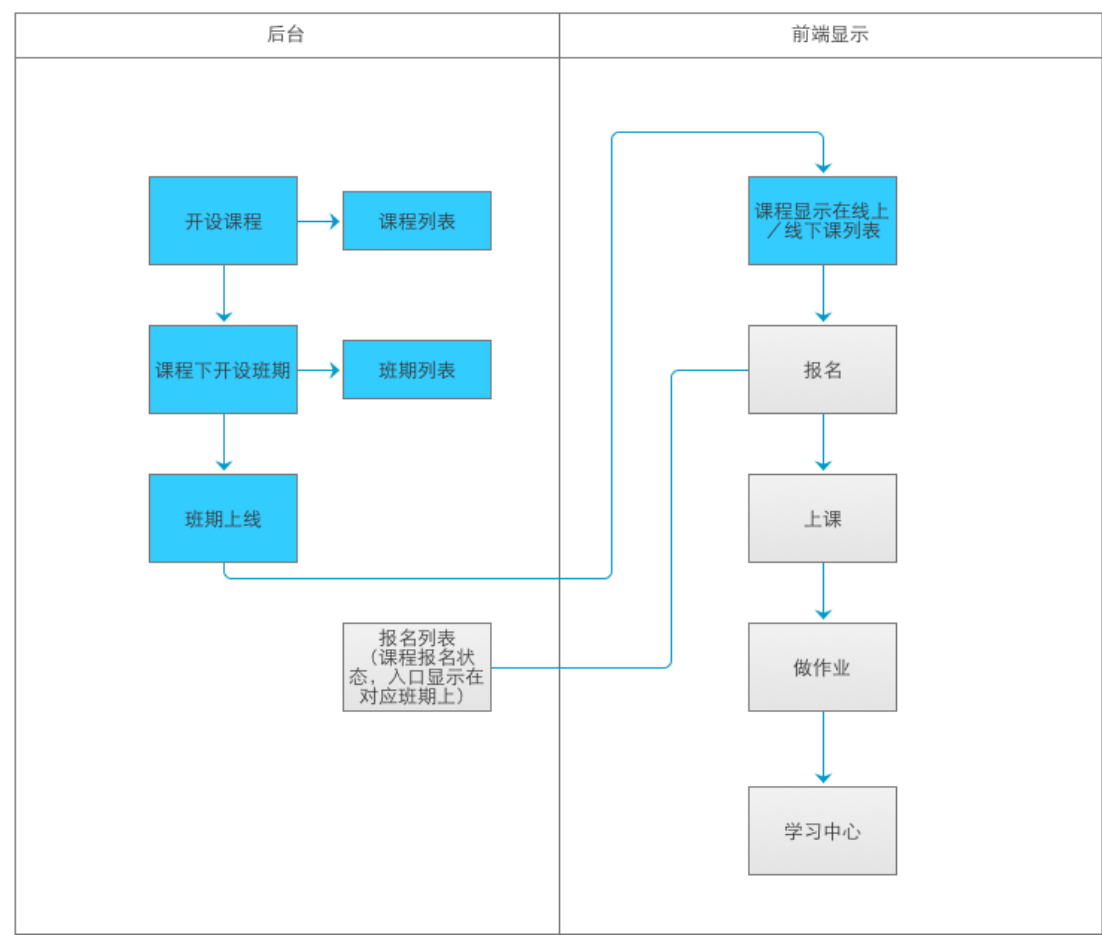 后台
前端显示
开设课程
课程列表
课程下开设班期
班期列表
班期上线
报名列表
（课程报名状
态，入口显示在
对应班期上）
课程显示在线上
／线下课列表
报名
上课
做作业
学习中心